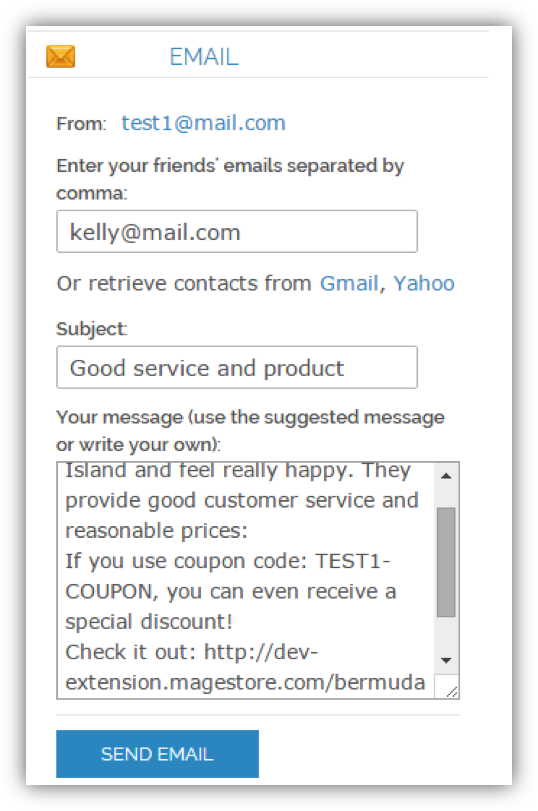 EMAIL
From: test1@mail.com
Enter your friends' emails separated by
comma:
kelly@mail.com
Or retrieve contacts from Gmail, Yahoo
Subject:
Good service and product
Your message (use the suggested message
or write your own):
Island and feel really happy. They
provide good customer service and
reasonable prices:
If you use coupon code: TEST1-
COUPON, you can even receive a
special discount!
Check it out: http://dev-
extension.magestore.com/bermuda
SEND EMAIL